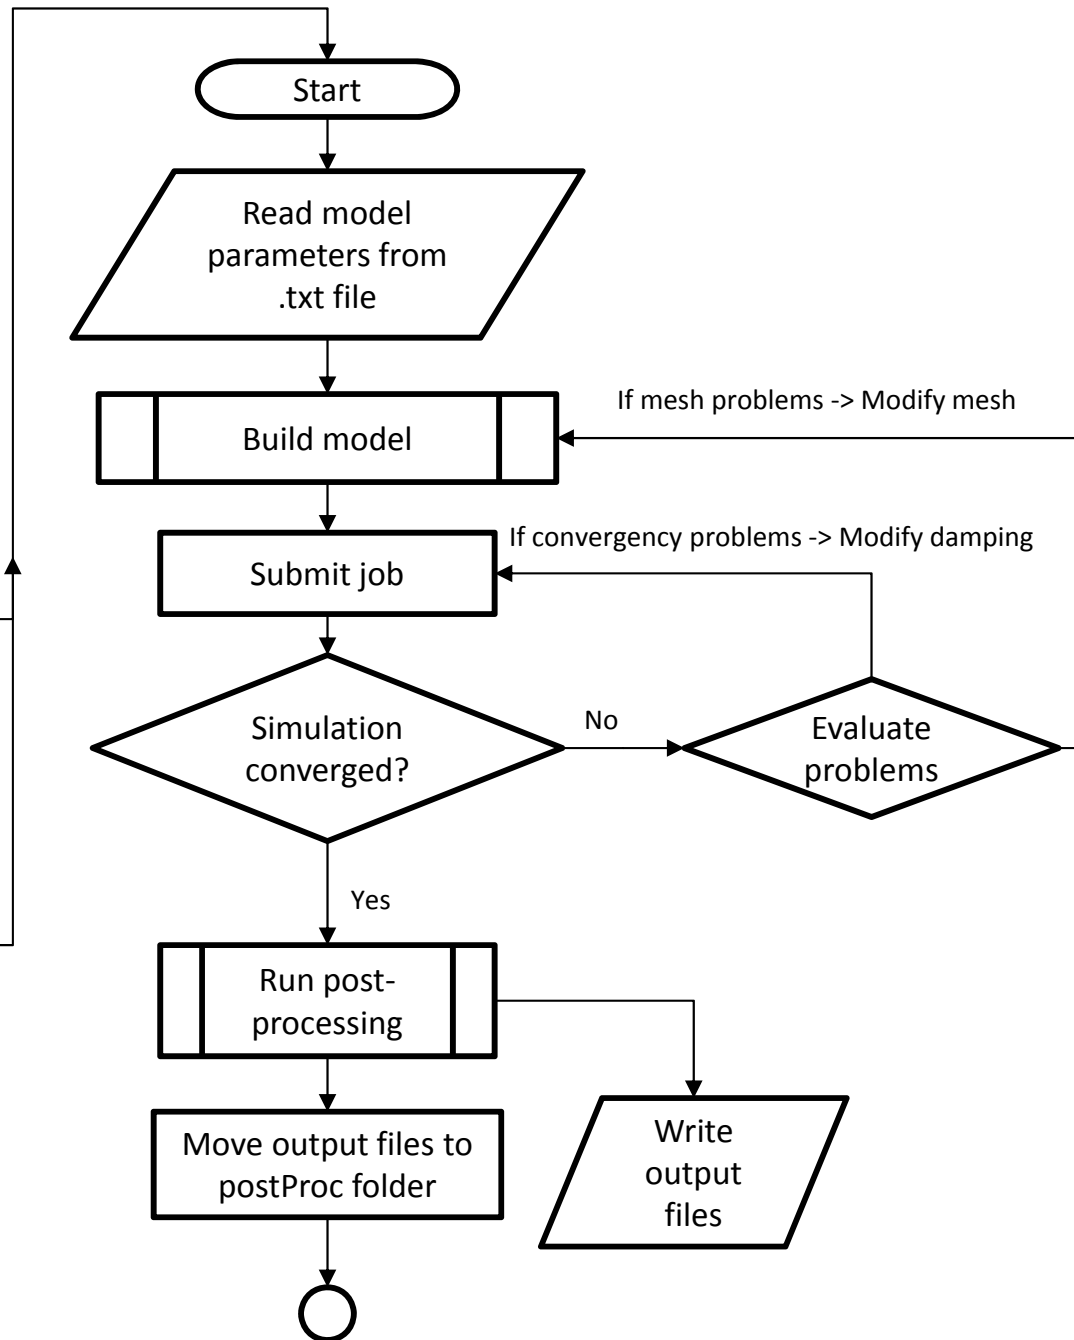 Start
Read model
parameters from
.txt file
If mesh problems -> Modify mesh
Build model
If convergency problems -> Modify damping
Submit job
Simulation
converged?
No
Evaluate
problems
Yes
Run post-
processing
Move output files to
postProc folder
Write
output
files